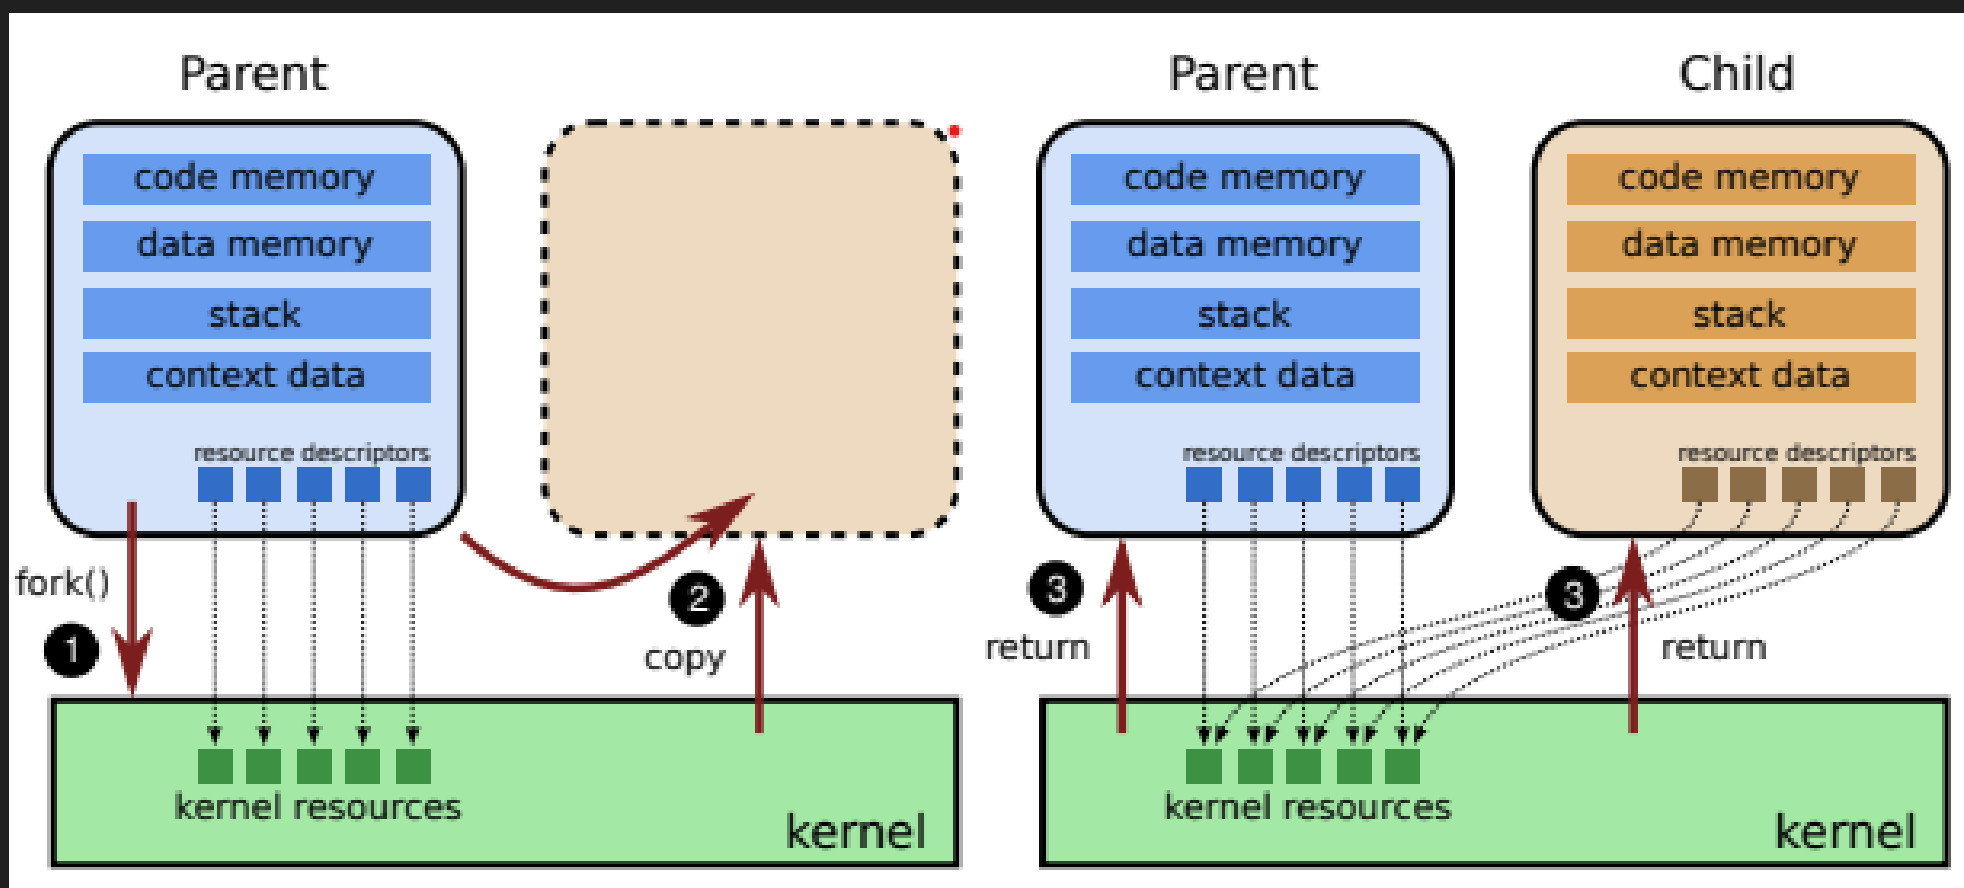 Parent
code memory
data memory
stack
context data
resource descriptors
fork()
1
2
copy
kernel resources
kernel
Parent
Child
code memory
data memory
stack
context data
resource descriptors
code memory
data memory
stack
context data
resource descriptors
3
return
3
return
kernel resources
kernel